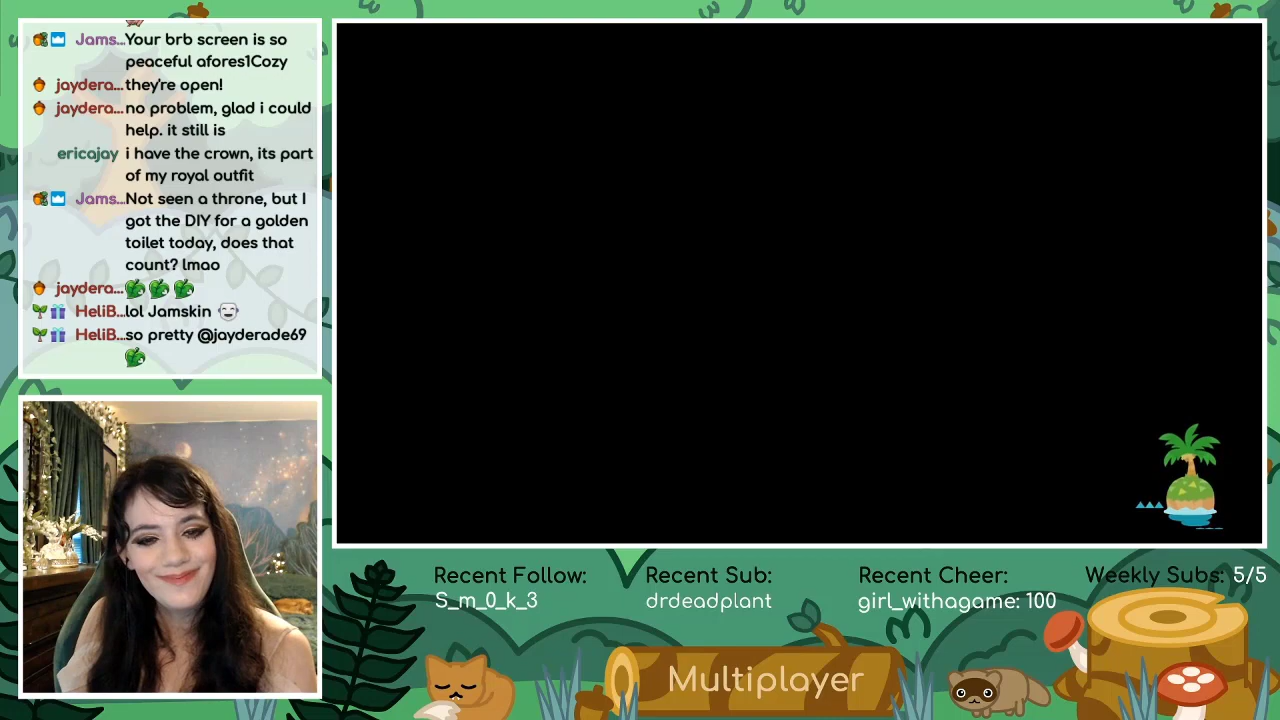 Jams...Your brb screen is so
peaceful afores1Cozy
jaydera...they're open!
jaydera...no problem, glad i could
help. it still is
ericajay i have the crown, its part
of my royal outfit
Jams...Not seen a throne, but I
got the DIY for a golden
toilet today, does that
count? lmao
jaydera...
HeliB...lol Jamskin
HeliB...so pretty @jayderade69
Recent Follow:
S_m_0_k_3
Recent Sub:
drdeadplant
Recent Cheer:
girl_withagame: 100
Weekly Subs: 5/5
Multiplayer